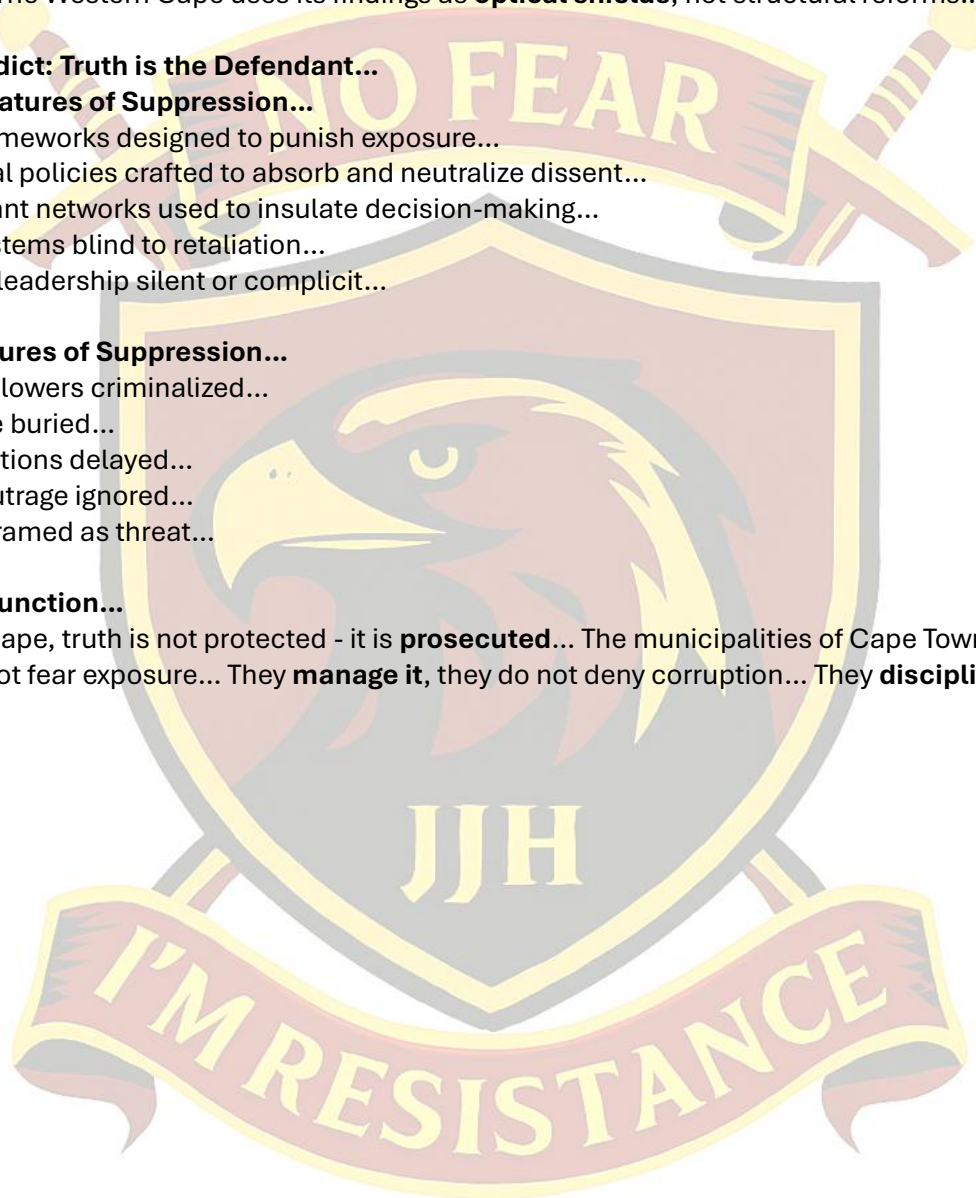 The Western Cape uses its findings as optical shields, not structural reforms...
dict: Truth is the Defendant...
atures of Suppression...
meworks designed to punish exposure...
al policies crafted to absorb and neutralize dissent...
ant networks used to insulate decision-making...
stems blind to retaliation...
leadership silent or complicit...
ures of Suppression...
lowers criminalized...
e buried...
tions delayed...
utrage ignored...
ramed as threat...
unction...
ape, truth is not protected - it is prosecuted... The municipalities of Cape Tow
ot fear exposure... They manage it, they do not deny corruption... They discipli
NO FEAR
JJH
I'M RESISTANCE